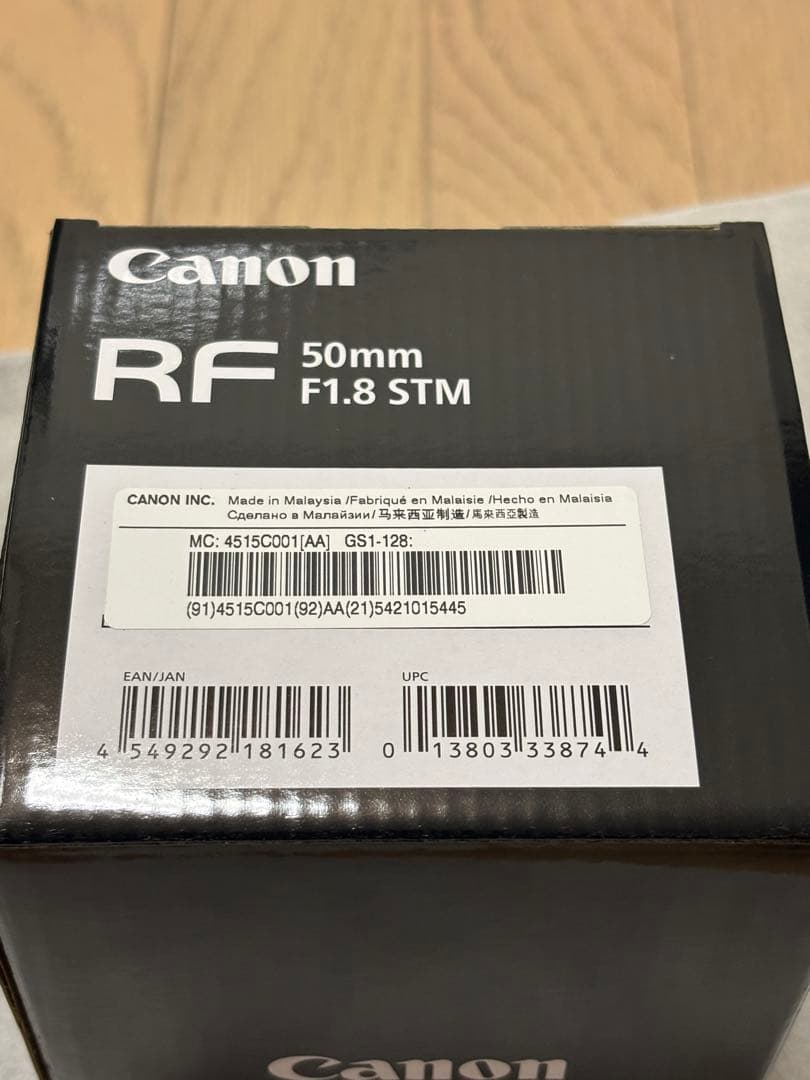 Canon
RF 50mm
F1.8 STM
CANON INC. Made in Malaysia /Fabriqué en Malaisie /Hecho en Malaisia
Сделано в Малайзии/马来西亚制造/馬來西亞製造
MC: 4515C001[AA] GS1-128:
(91)4515C001(92)AA(21)5421015445
EAN/JAN
4 549292 181623
UPC
0 13803 33874 4
Canon